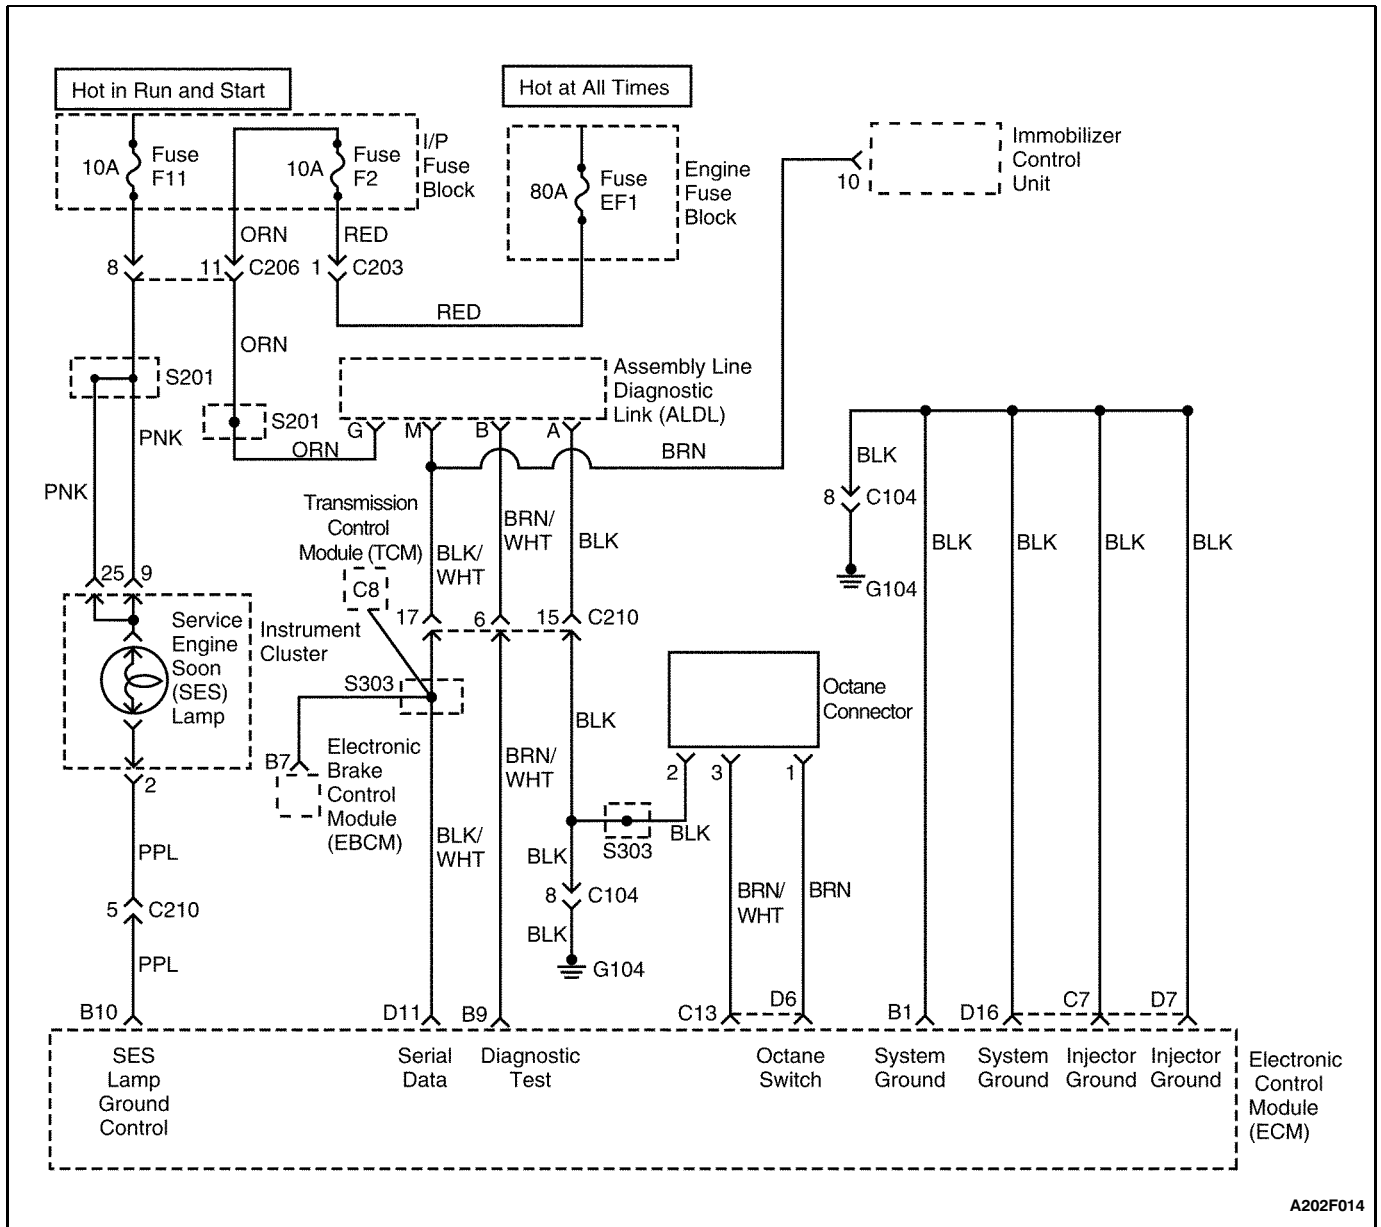 Hot in Run and Start
Hot at All Times
10A
Fuse
F11
10A
Fuse
F2
I/P
Fuse
Block
80A
Fuse
EF1
Engine
Fuse
Block
10
Immobilizer
Control
Unit
ORN
RED
8
11
C206
1
C203
RED
ORN
S201
S201
PNK
PNK
ORN
Assembly Line
Diagnostic
Link (ALDL)
G
M
B
A
BRN
Transmission
Control
Module (TCM)
C8
BLK/
WHT
BRN/
WHT
BLK
BLK
8
C104
G104
BLK
BLK
BLK
BLK
25
9
17
6
15
C210
Service
Engine
Soon
(SES)
Lamp
Instrument
Cluster
S303
B7
Electronic
Brake
Control
Module
(EBCM)
BLK
BRN/
WHT
Octane
Connector
2
3
1
2
PPL
BLK/
WHT
S303
BLK
BLK
8
C104
BLK
G104
BRN/
WHT
BRN
5
C210
PPL
B10
D11
B9
C13
D6
B1
D16
C7
D7
SES
Lamp
Ground
Control
Serial
Data
Diagnostic
Test
Octane
Switch
System
Ground
System
Ground
Injector
Ground
Injector
Ground
Electronic
Control
Module
(ECM)
A202F014